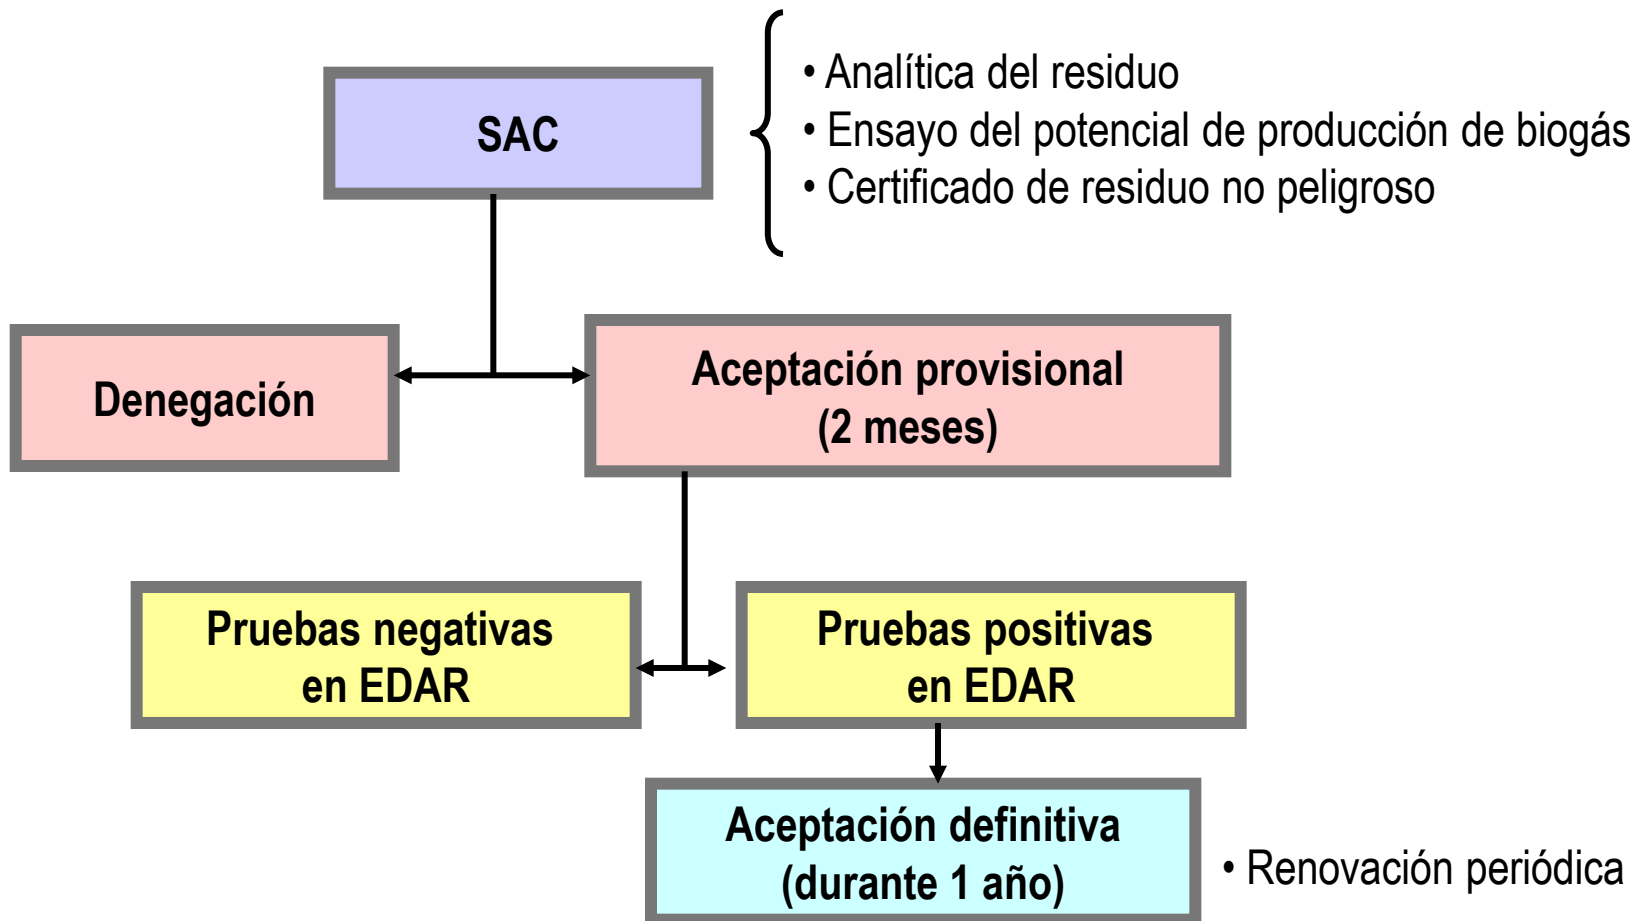 SAC
• Analítica del residuo
• Ensayo del potencial de producción de biogás
• Certificado de residuo no peligroso
Denegación
Aceptación provisional
(2 meses)
Pruebas negativas
en EDAR
Pruebas positivas
en EDAR
Aceptación definitiva
(durante 1 año)
• Renovación periódica